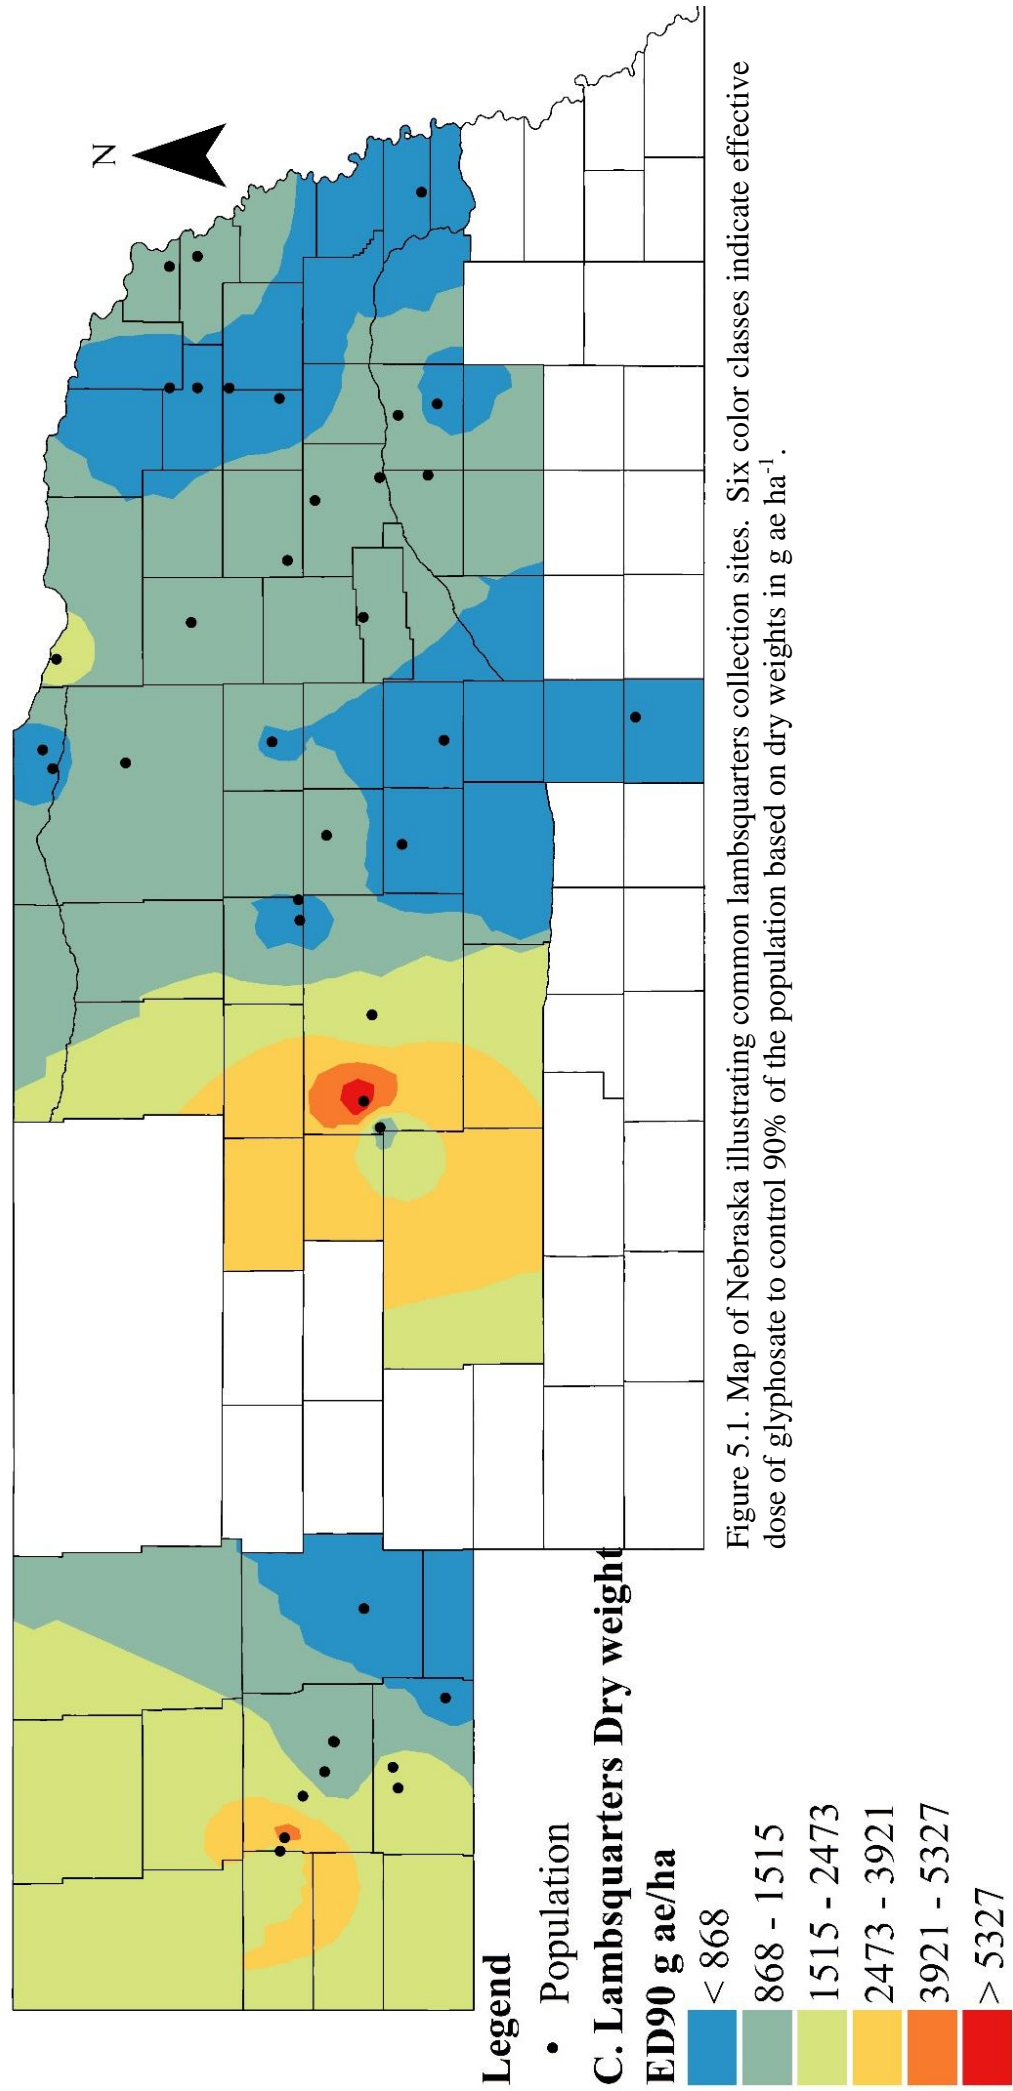 N
Legend
Population
C. Lambsquarters Dry weight
ED90 g ae/ha
< 868
868 - 1515
1515 - 2473
2473 - 3921
3921 - 5327
> 5327
Figure 5.1. Map of Nebraska illustrating common lambsquarters collection sites.  Six color classes indicate effective
dose of glyphosate to control 90% of the population based on dry weights in g ae ha⁻¹.